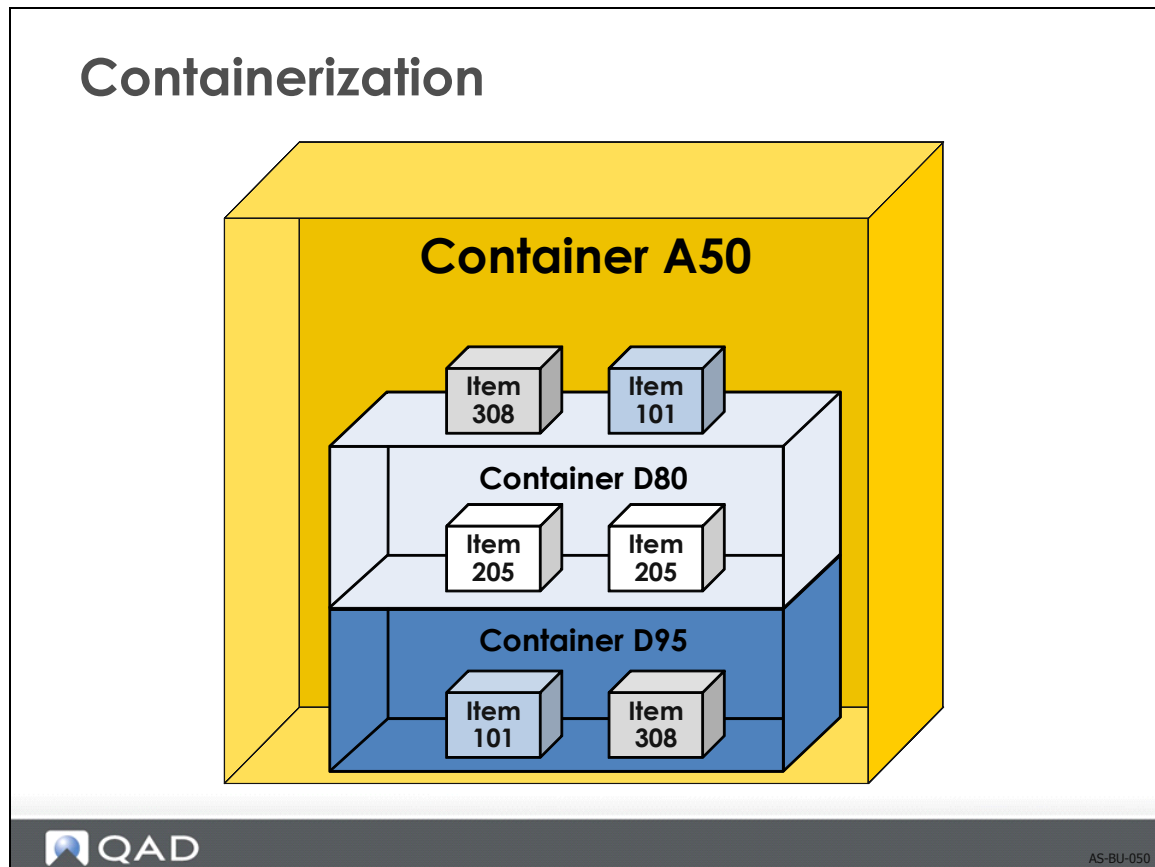 Containerization
Container A50
Item
308
Item
101
Container D80
Item
205
Item
205
Container D95
Item
101
Item
308
QAD
AS-BU-050